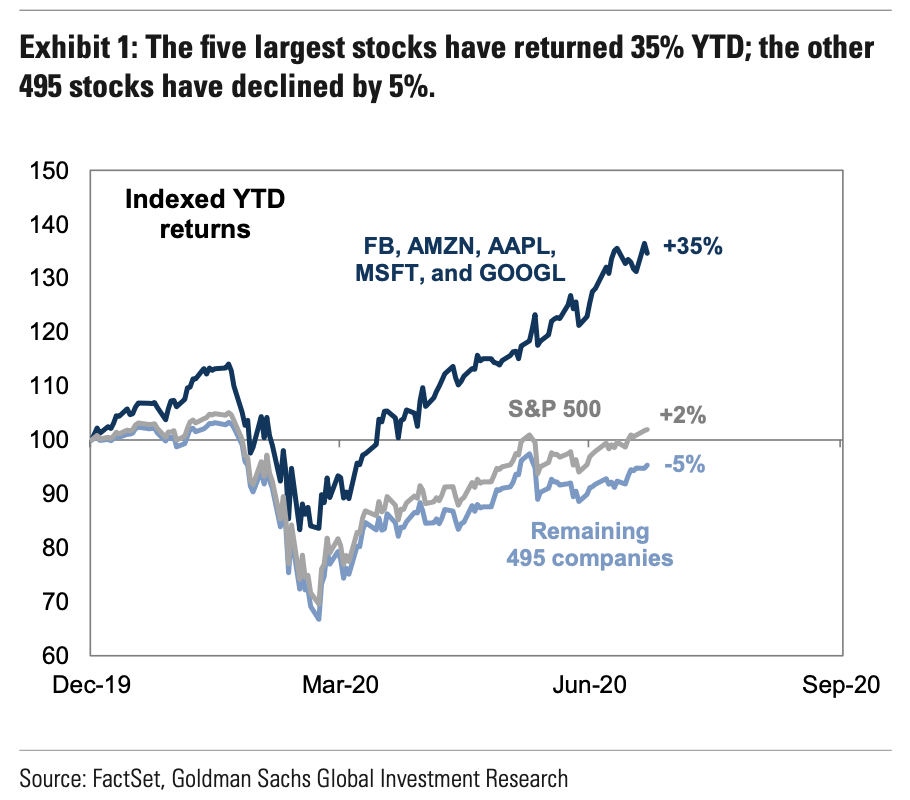 Exhibit 1: The five largest stocks have returned 35% YTD; the other
495 stocks have declined by 5%.
150
140
130
120
110
100
90
80
70
60
Indexed YTD
returns
FB, AMZN, AAPL,
MSFT, and GOOGL
+35%
S&P 500
+2%
-5%
Remaining
495 companies
Dec-19
Mar-20
Jun-20
Sep-20
Source: FactSet, Goldman Sachs Global Investment Research